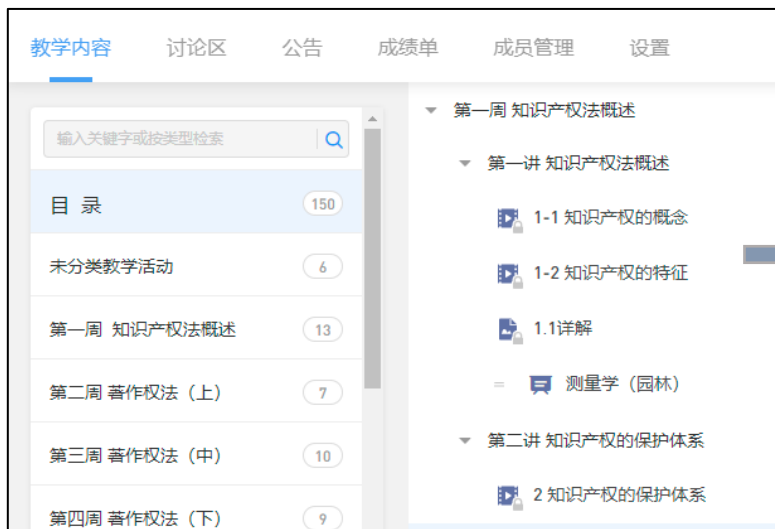 教学内容 讨论区 公告 成绩单 成员管理 设置
输入关键字或按类型检索
目 录 150
未分类教学活动 6
第一周 知识产权法概述 13
第二周 著作权法（上） 7
第三周 著作权法（中） 10
第四周 著作权法（下） 9
第一周 知识产权法概述
第一讲 知识产权法概述
1-1 知识产权的概念
1-2 知识产权的特征
1.1详解
= 测量学（园林）
第二讲 知识产权的保护体系
2 知识产权的保护体系